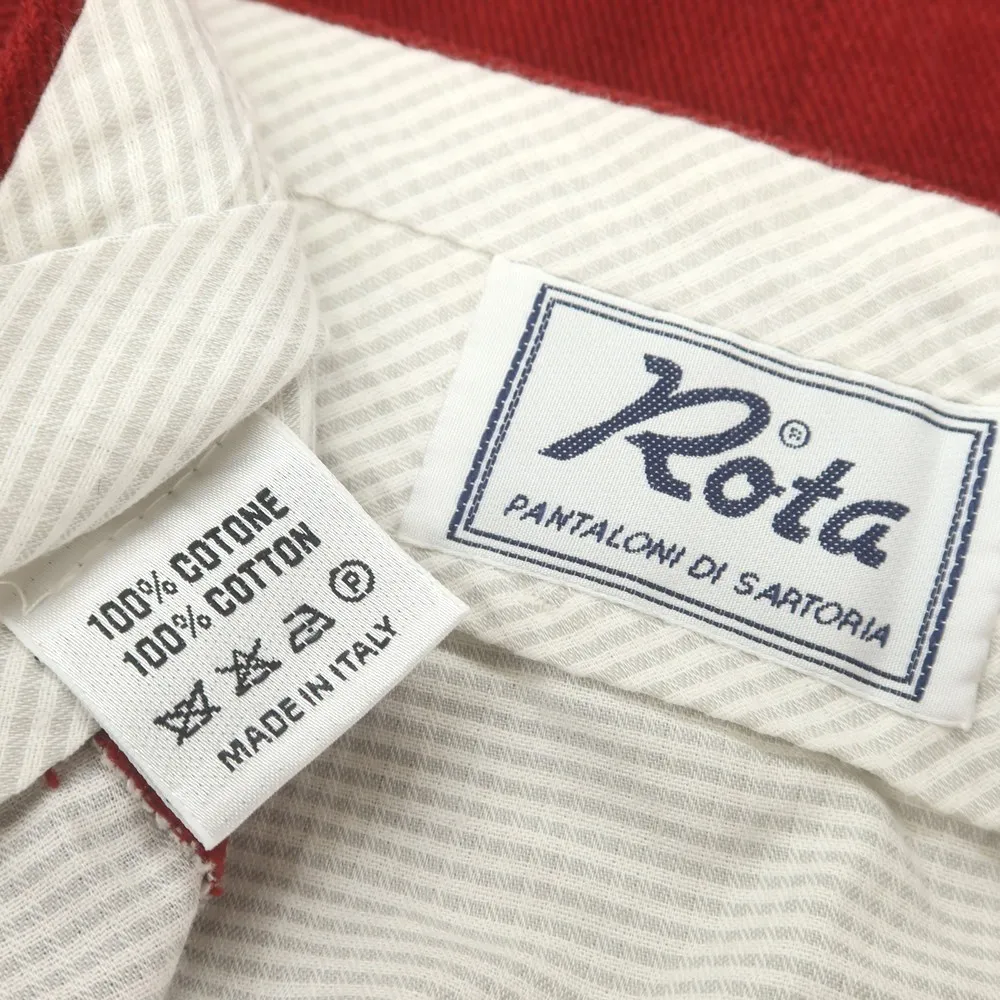 100% COTONE
100% COTTON
P
MADE IN ITALY
Rota®
PANTALONI DI SARTORIA